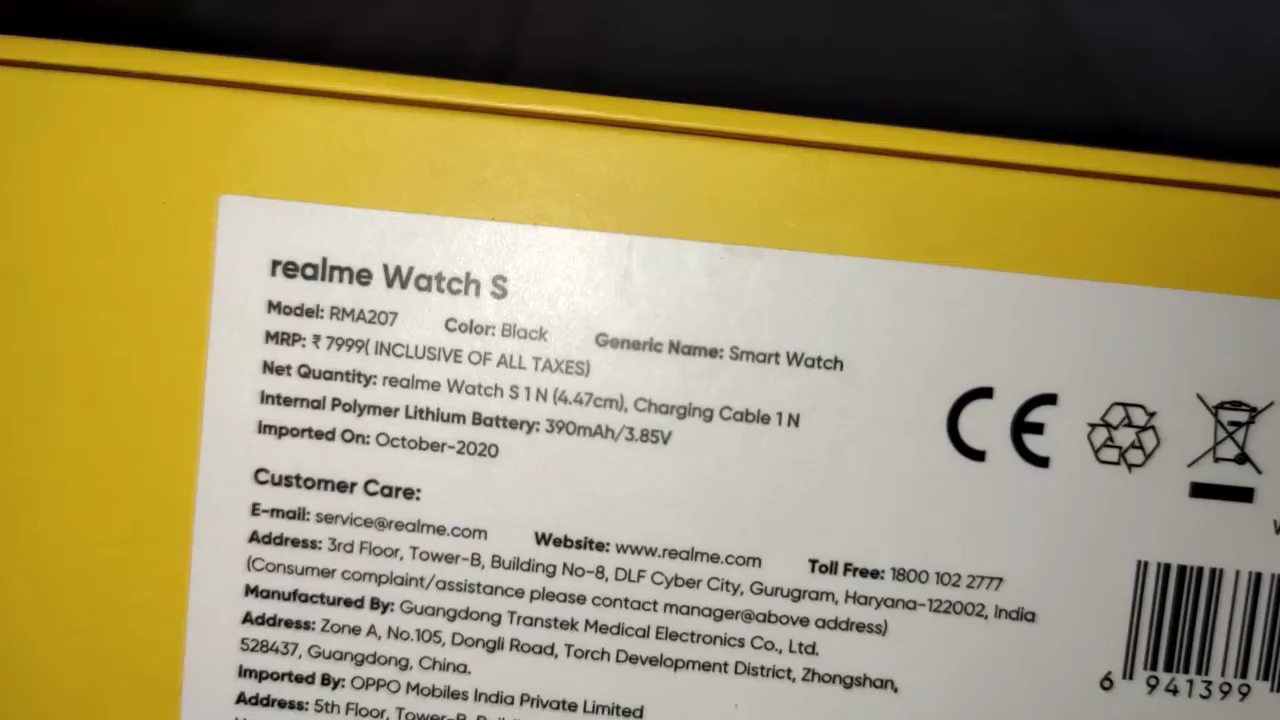 realme Watch S
Model: RMA207 Color: Black Generic Name: Smart Watch
MRP: ₹ 7999( INCLUSIVE OF ALL TAXES)
Net Quantity: realme Watch S 1 N (4.47cm), Charging Cable 1 N
Internal Polymer Lithium Battery: 390mAh/3.85V
Imported On: October-2020
Customer Care:
E-mail: service@realme.com Website: www.realme.com Toll Free: 1800 102 2777
Address: 3rd Floor, Tower-B, Building No-8, DLF Cyber City, Gurugram, Haryana-122002, India
(Consumer complaint/assistance please contact manager@above address)
Manufactured By: Guangdong Transtek Medical Electronics Co., Ltd.
Address: Zone A, No.105, Dongli Road, Torch Development District, Zhongshan,
528437, Guangdong, China.
Imported By: OPPO Mobiles India Private Limited
Address: 5th Floor, Tower-B,
CE
6 941399